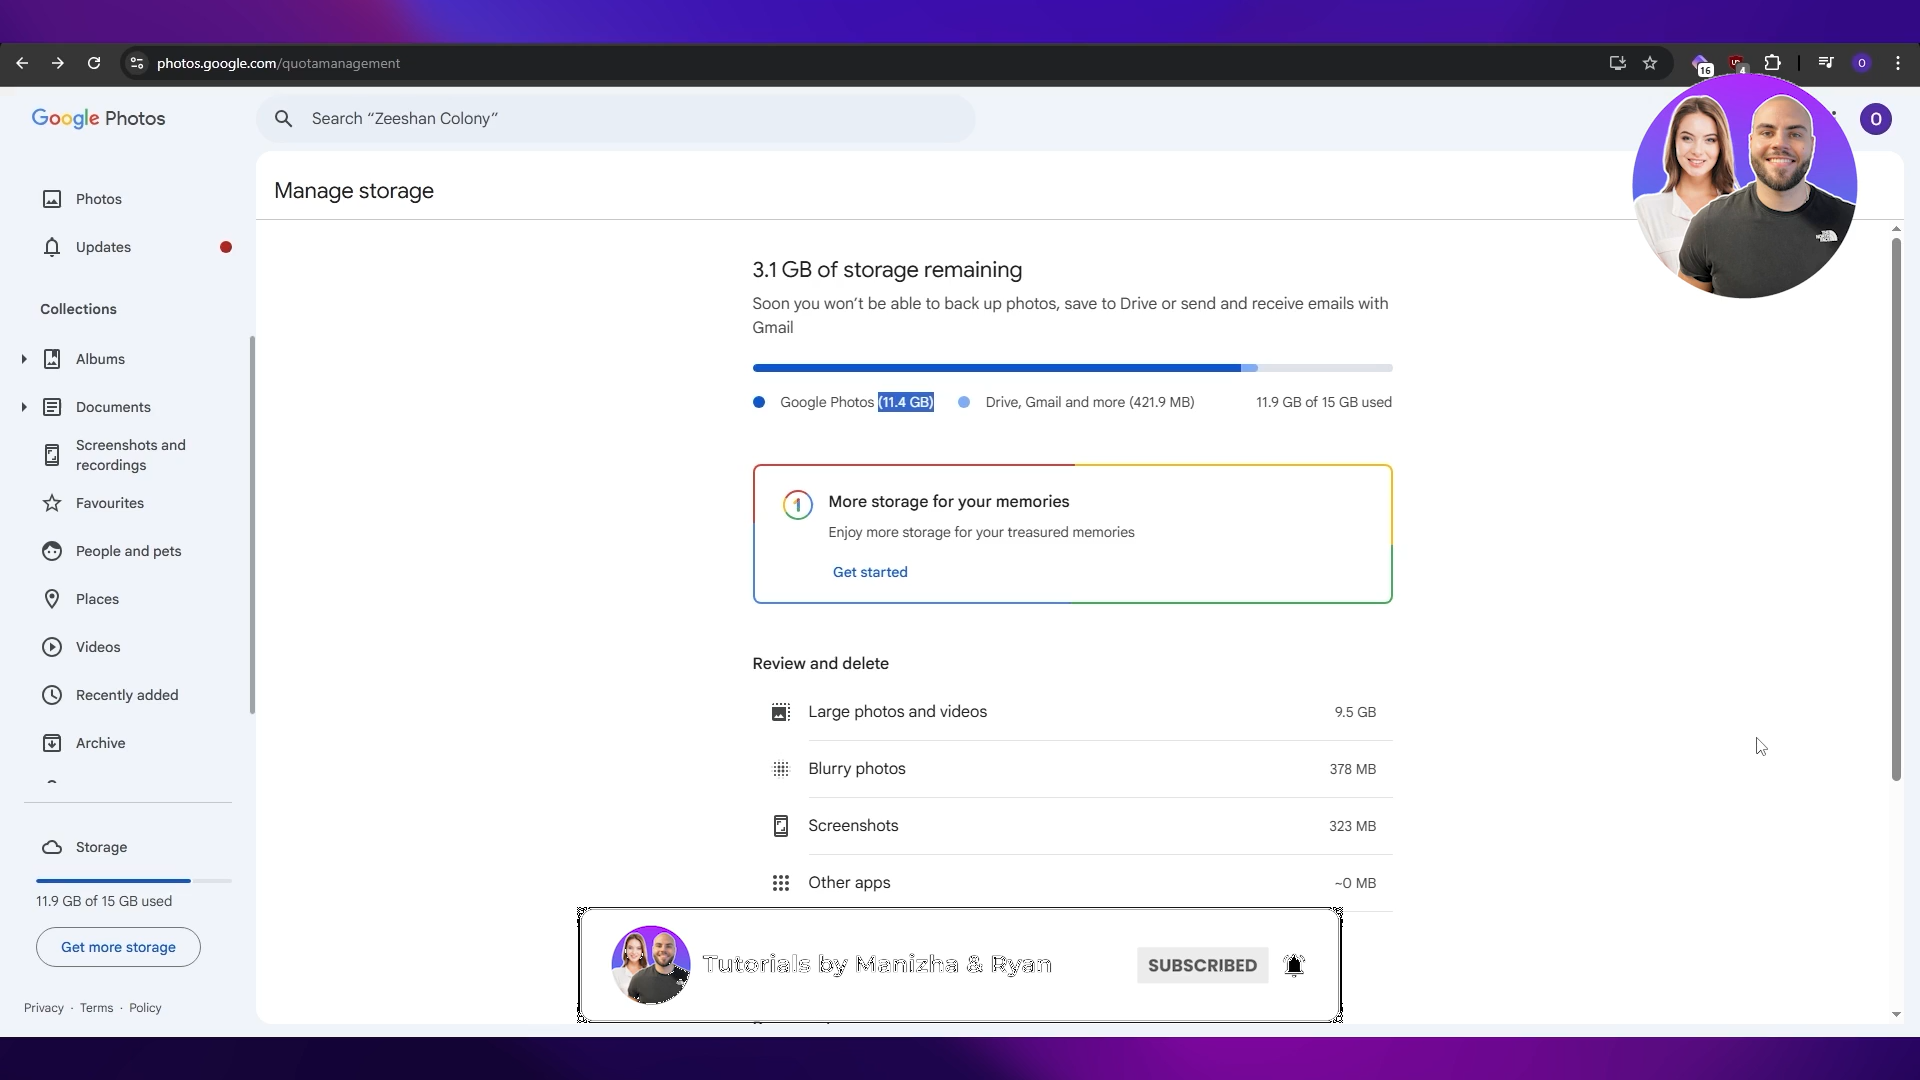 photos.google.com/quotamanagement
16
4
O
Google Photos
Search “Zeeshan Colony”
O
Photos
Updates
Collections
Albums
Documents
Screenshots and
recordings
Favourites
People and pets
Places
Videos
Recently added
Archive
Storage
11.9 GB of 15 GB used
Get more storage
Privacy · Terms · Policy
Manage storage
3.1 GB of storage remaining
Soon you won’t be able to back up photos, save to Drive or send and receive emails with
Gmail
Google Photos (11.4 GB) Drive, Gmail and more (421.9 MB) 11.9 GB of 15 GB used
1
More storage for your memories
Enjoy more storage for your treasured memories
Get started
Review and delete
Large photos and videos 9.5 GB
Blurry photos 378 MB
Screenshots 323 MB
Other apps ~0 MB
Tutorials by Manizha & Ryan SUBSCRIBED